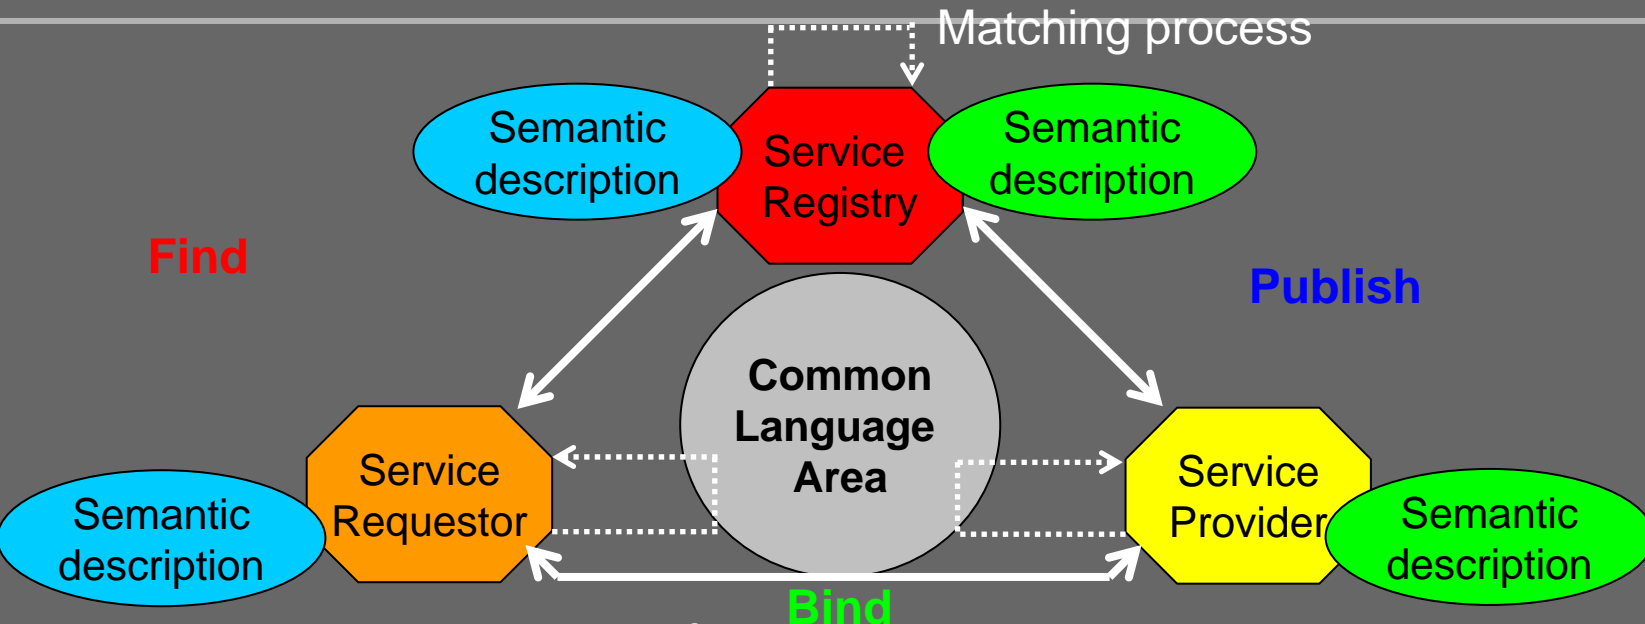 Matching process
Semantic
description
Service
Registry
Semantic
description
Find
Publish
Common
Language
Area
Service
Requestor
Semantic
description
Service
Provider
Semantic
description
Bind